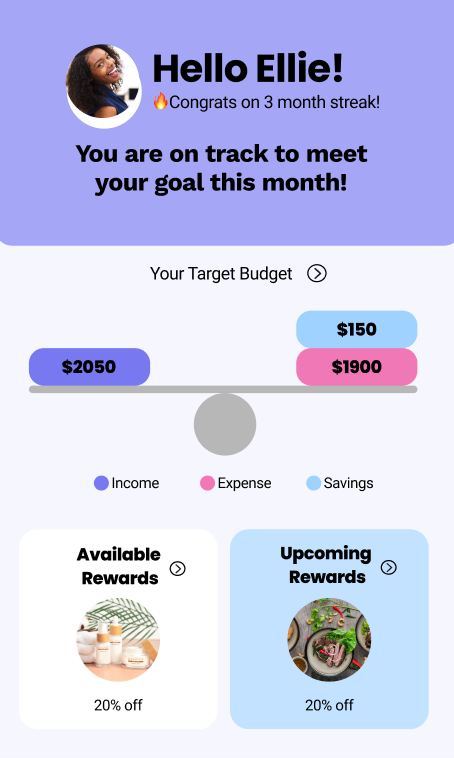 Hello Ellie!
🔥Congrats on 3 month streak!
You are on track to meet
your goal this month!
Your Target Budget
$150
$2050
$1900
Income
Expense
Savings
Available
Rewards
20% off
Upcoming
Rewards
20% off